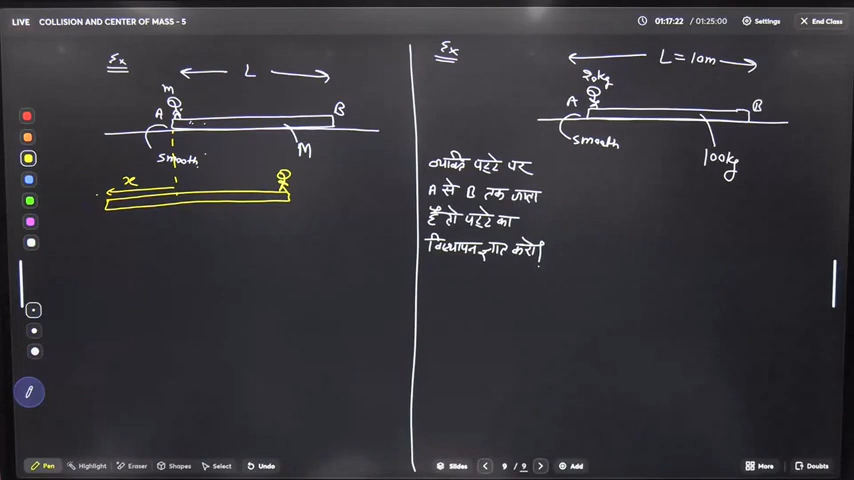 LIVE COLLISION AND CENTER OF MASS - 5
01:17:22 / 01:25:00
Settings
End Class
Ex
L
m
A
B
smooth
M
x
Ex
L = 10m
20kg
A
B
smooth
100kg
व्यक्ति पट्टे पर
A से B तक जाता
है तो पट्टे का
विस्थापन ज्ञात करो!
Pen
Highlight
Eraser
Shapes
Select
Undo
Slides
9 / 9
Add
More
Doubts